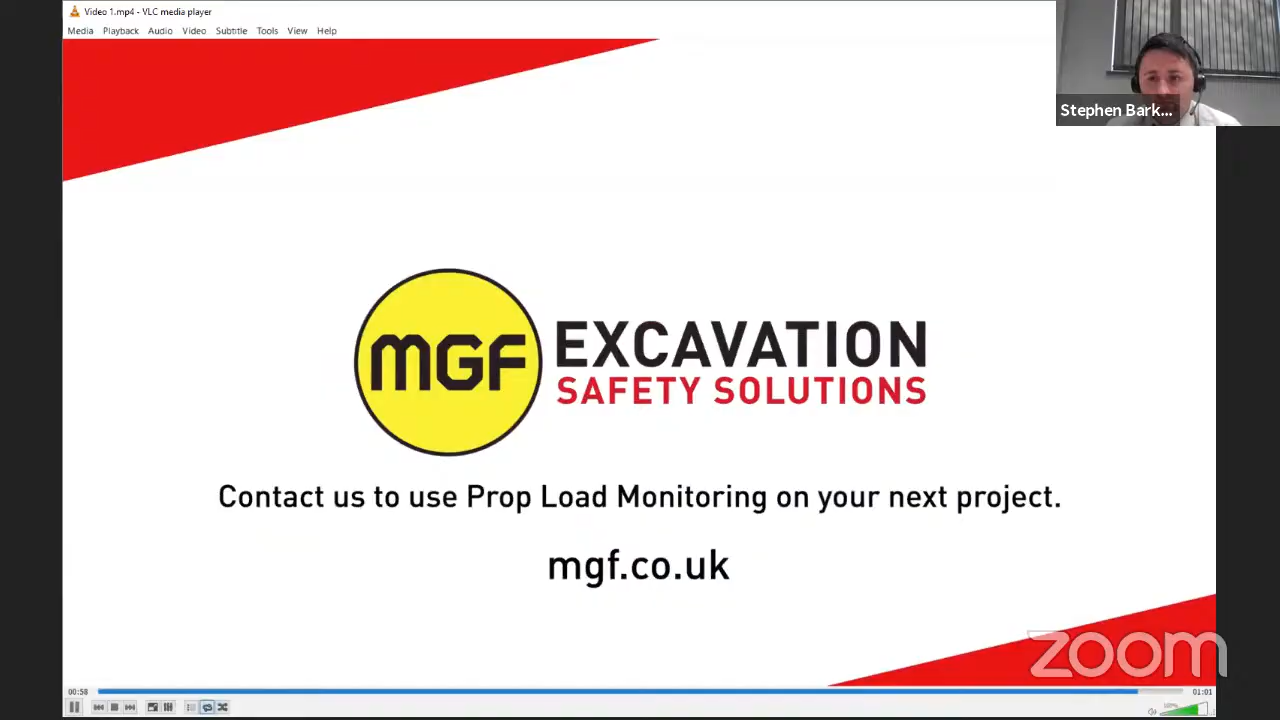 Video 1.mp4 - VLC media player
Media Playback Audio Video Subtitle Tools View Help
Stephen Bark...
MGF EXCAVATION
SAFETY SOLUTIONS
Contact us to use Prop Load Monitoring on your next project.
mgf.co.uk
zoom
00:58
01:01